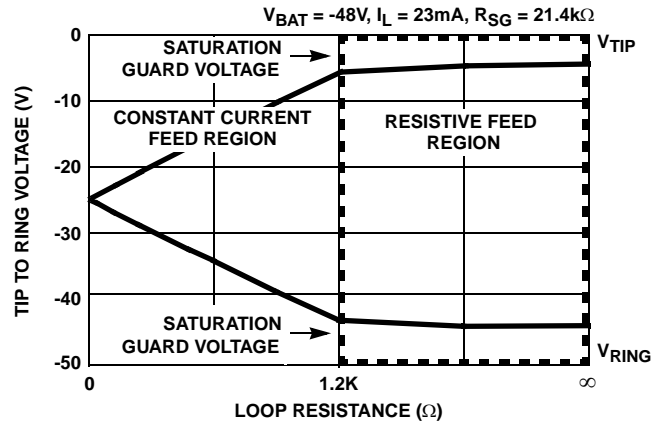 V_BAT = -48V, I_L = 23mA, R_SG = 21.4kΩ
0
-10
-20
-30
-40
-50
TIP TO RING VOLTAGE (V)
SATURATION
GUARD VOLTAGE
V_TIP
CONSTANT CURRENT
FEED REGION
RESISTIVE FEED
REGION
SATURATION
GUARD VOLTAGE
V_RING
0
1.2K
∞
LOOP RESISTANCE (Ω)